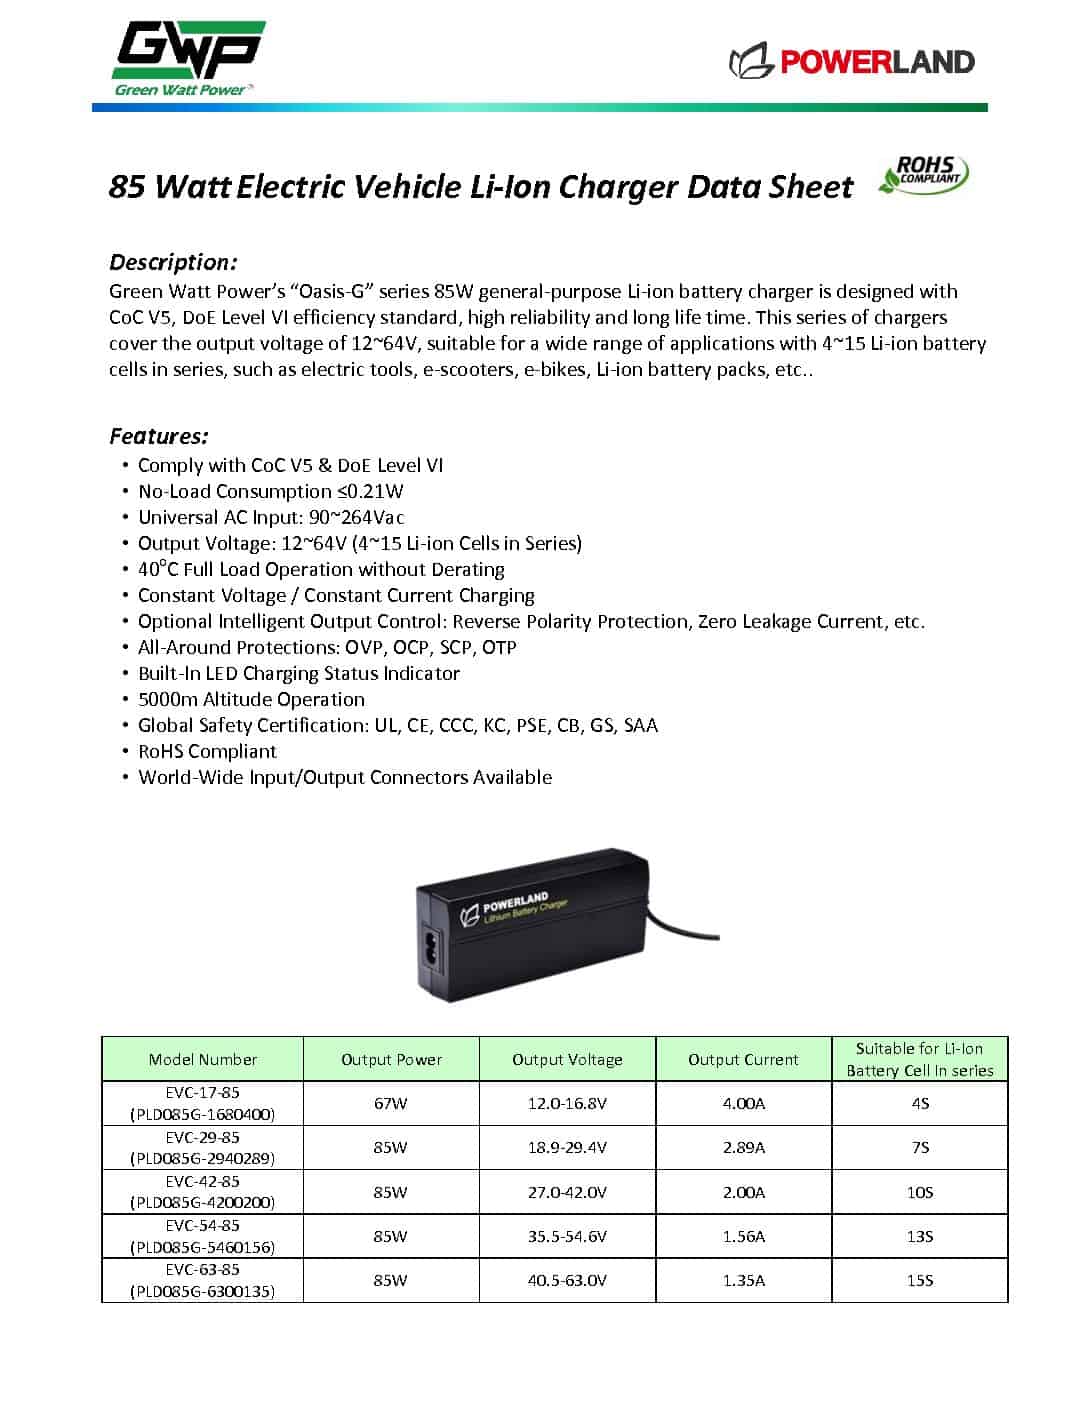 GWP
Green Watt Power™
POWERLAND
85 Watt Electric Vehicle Li-Ion Charger Data Sheet
ROHS
COMPLIANT
Description:
Green Watt Power’s “Oasis-G” series 85W general-purpose Li-ion battery charger is designed with
CoC V5, DoE Level VI efficiency standard, high reliability and long life time. This series of chargers
cover the output voltage of 12~64V, suitable for a wide range of applications with 4~15 Li-ion battery
cells in series, such as electric tools, e-scooters, e-bikes, Li-ion battery packs, etc..
Features:
• Comply with CoC V5 & DoE Level VI
• No-Load Consumption ≤0.21W
• Universal AC Input: 90~264Vac
• Output Voltage: 12~64V (4~15 Li-ion Cells in Series)
• 40°C Full Load Operation without Derating
• Constant Voltage / Constant Current Charging
• Optional Intelligent Output Control: Reverse Polarity Protection, Zero Leakage Current, etc.
• All-Around Protections: OVP, OCP, SCP, OTP
• Built-In LED Charging Status Indicator
• 5000m Altitude Operation
• Global Safety Certification: UL, CE, CCC, KC, PSE, CB, GS, SAA
• RoHS Compliant
• World-Wide Input/Output Connectors Available
POWERLAND
Lithium Battery Charger
Model Number Output Power Output Voltage Output Current Suitable for Li-Ion
Battery Cell In series
EVC-17-85
(PLD085G-1680400) 67W 12.0-16.8V 4.00A 4S
EVC-29-85
(PLD085G-2940289) 85W 18.9-29.4V 2.89A 7S
EVC-42-85
(PLD085G-4200200) 85W 27.0-42.0V 2.00A 10S
EVC-54-85
(PLD085G-5460156) 85W 35.5-54.6V 1.56A 13S
EVC-63-85
(PLD085G-6300135) 85W 40.5-63.0V 1.35A 15S